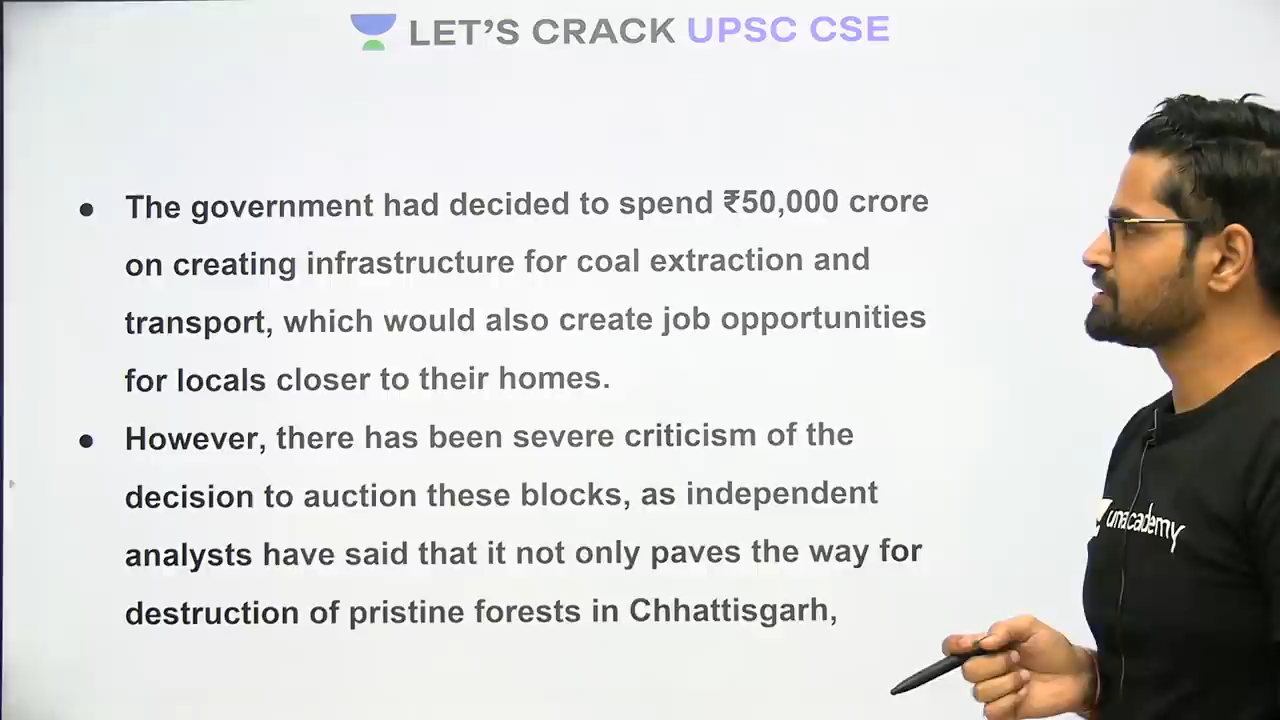 LET'S CRACK UPSC CSE
● The government had decided to spend ₹50,000 crore
on creating infrastructure for coal extraction and
transport, which would also create job opportunities
for locals closer to their homes.
● However, there has been severe criticism of the
decision to auction these blocks, as independent
analysts have said that it not only paves the way for
destruction of pristine forests in Chhattisgarh,
unacademy